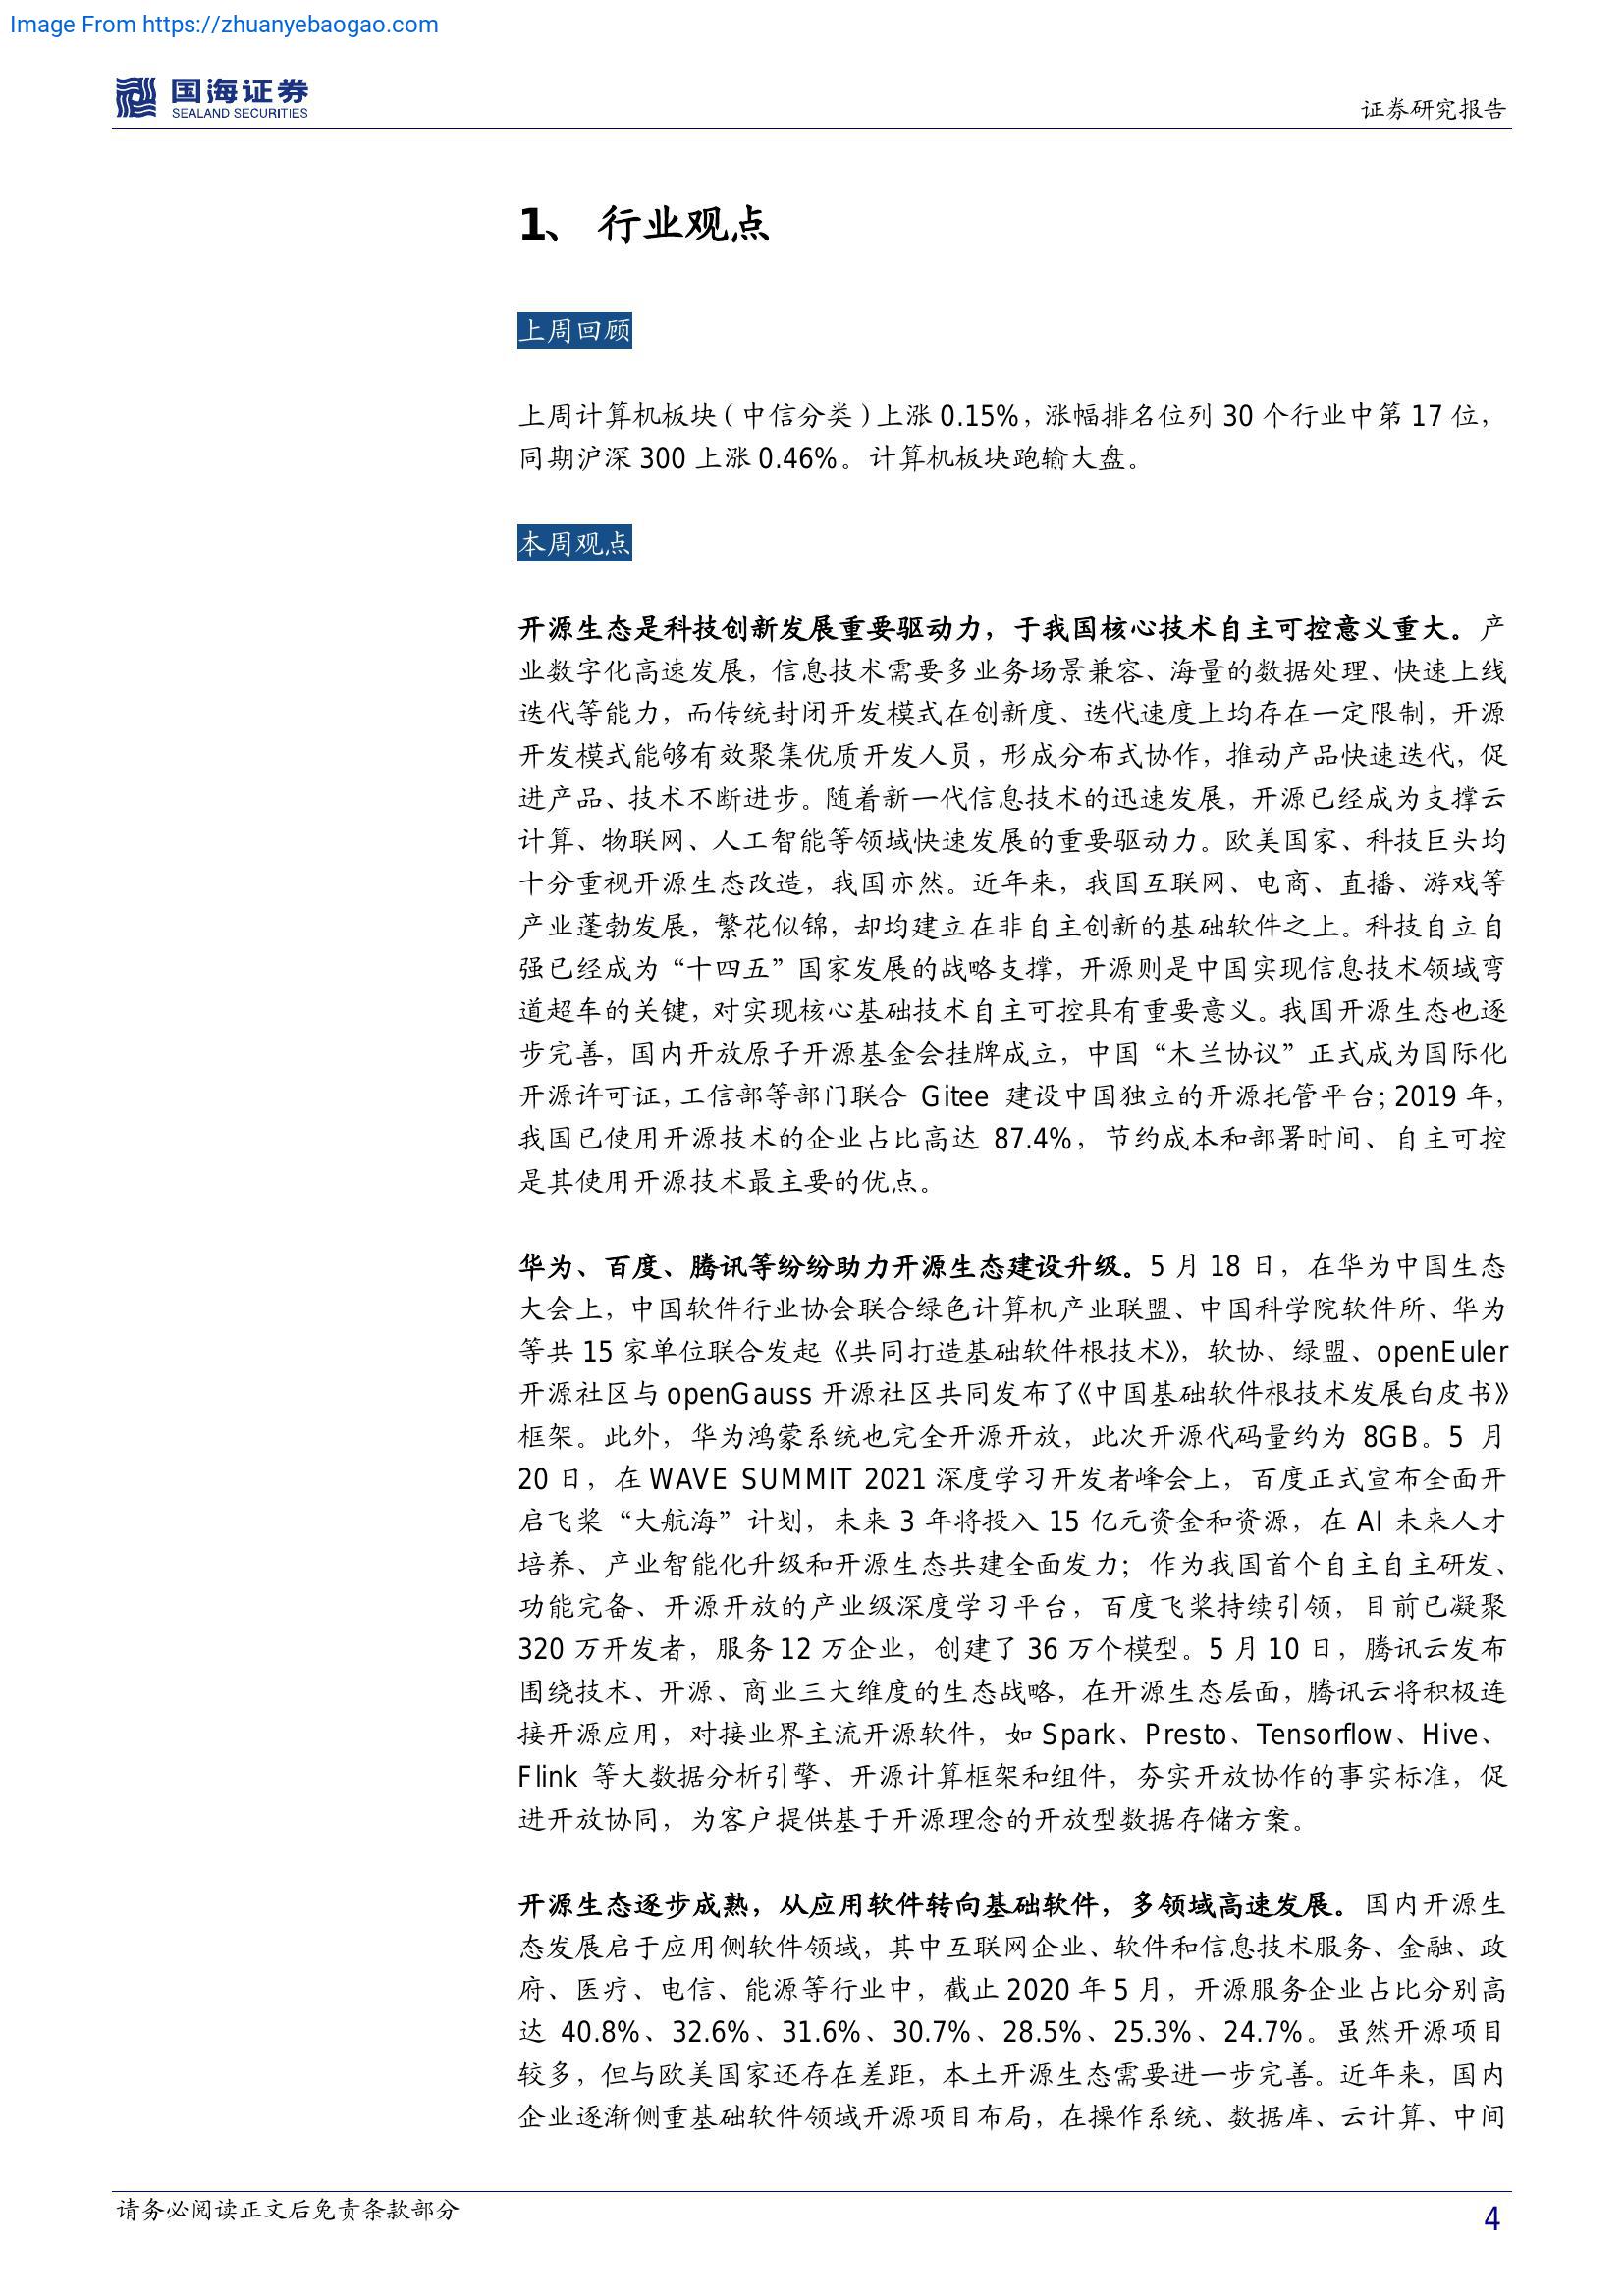 Image From https://zhuanyebaogao.com
国海证券
SEALAND SECURITIES
证券研究报告
1、 行业观点
上周回顾
上周计算机板块(中信分类)上涨 0.15%，涨幅排名位列 30 个行业中第 17 位，
同期沪深 300 上涨 0.46%。计算机板块跑输大盘。
本周观点
开源生态是科技创新发展重要驱动力，于我国核心技术自主可控意义重大。产
业数字化高速发展，信息技术需要多业务场景兼容、海量的数据处理、快速上线
迭代等能力，而传统封闭开发模式在创新度、迭代速度上均存在一定限制，开源
开发模式能够有效聚集优质开发人员，形成分布式协作，推动产品快速迭代，促
进产品、技术不断进步。随着新一代信息技术的迅速发展，开源已经成为支撑云
计算、物联网、人工智能等领域快速发展的重要驱动力。欧美国家、科技巨头均
十分重视开源生态改造，我国亦然。近年来，我国互联网、电商、直播、游戏等
产业蓬勃发展，繁花似锦，却均建立在非自主创新的基础软件之上。科技自立自
强已经成为“十四五”国家发展的战略支撑，开源则是中国实现信息技术领域弯
道超车的关键，对实现核心基础技术自主可控具有重要意义。我国开源生态也逐
步完善，国内开放原子开源基金会挂牌成立，中国“木兰协议”正式成为国际化
开源许可证，工信部等部门联合 Gitee 建设中国独立的开源托管平台；2019 年，
我国已使用开源技术的企业占比高达 87.4%，节约成本和部署时间、自主可控
是其使用开源技术最主要的优点。
华为、百度、腾讯等纷纷助力开源生态建设升级。5 月 18 日，在华为中国生态
大会上，中国软件行业协会联合绿色计算机产业联盟、中国科学院软件所、华为
等共 15 家单位联合发起《共同打造基础软件根技术》，软协、绿盟、openEuler
开源社区与 openGauss 开源社区共同发布了《中国基础软件根技术发展白皮书》
框架。此外，华为鸿蒙系统也完全开源开放，此次开源代码量约为 8GB。5 月
20 日，在 WAVE SUMMIT 2021 深度学习开发者峰会上，百度正式宣布全面开
启飞桨“大航海”计划，未来 3 年将投入 15 亿元资金和资源，在 AI 未来人才
培养、产业智能化升级和开源生态共建全面发力；作为我国首个自主自主研发、
功能完备、开源开放的产业级深度学习平台，百度飞桨持续引领，目前已凝聚
320 万开发者，服务 12 万企业，创建了 36 万个模型。5 月 10 日，腾讯云发布
围绕技术、开源、商业三大维度的生态战略，在开源生态层面，腾讯云将积极连
接开源应用，对接业界主流开源软件，如 Spark、Presto、Tensorflow、Hive、
Flink 等大数据分析引擎、开源计算框架和组件，夯实开放协作的事实标准，促
进开放协同，为客户提供基于开源理念的开放型数据存储方案。
开源生态逐步成熟，从应用软件转向基础软件，多领域高速发展。国内开源生
态发展启于应用侧软件领域，其中互联网企业、软件和信息技术服务、金融、政
府、医疗、电信、能源等行业中，截止 2020 年 5 月，开源服务企业占比分别高
达 40.8%、32.6%、31.6%、30.7%、28.5%、25.3%、24.7%。虽然开源项目
较多，但与欧美国家还存在差距，本土开源生态需要进一步完善。近年来，国内
企业逐渐侧重基础软件领域开源项目布局，在操作系统、数据库、云计算、中间
请务必阅读正文后免责条款部分
4